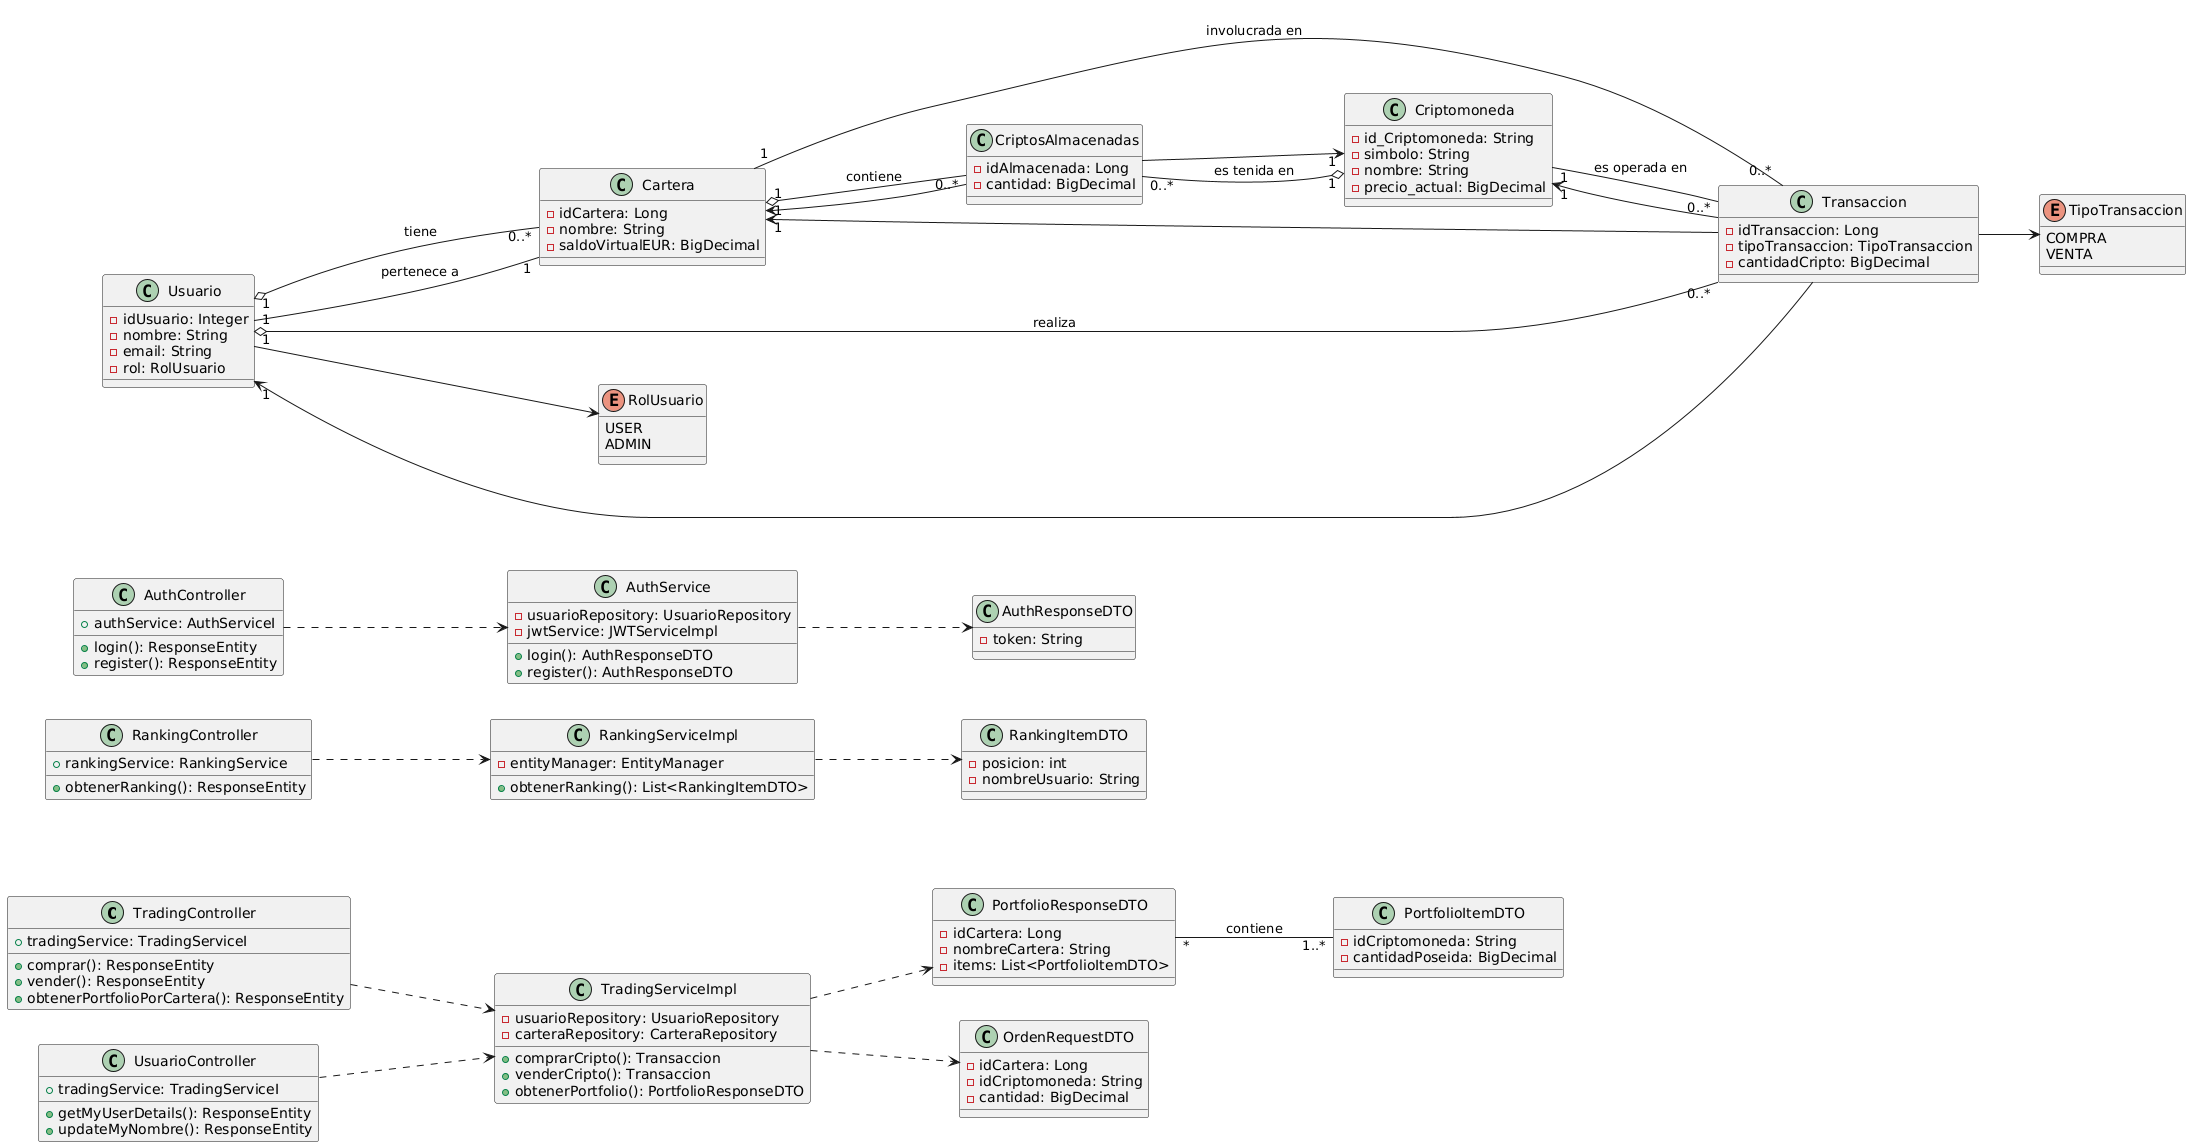 involucrada en
1
0..*
C Criptomoneda
id_Criptomoneda: String
simbolo: String
nombre: String
precio_actual: BigDecimal
C CriptosAlmacenadas
idAlmacenada: Long
cantidad: BigDecimal
1
es tenida en
0..*
1
es operada en
1
0..*
1
C Cartera
idCartera: Long
nombre: String
saldoVirtualEUR: BigDecimal
contiene
1
0..*
1
1
C Transaccion
idTransaccion: Long
tipoTransaccion: TipoTransaccion
cantidadCripto: BigDecimal
E TipoTransaccion
COMPRA
VENTA
tiene
0..*
1
pertenece a
1
1
C Usuario
idUsuario: Integer
nombre: String
email: String
rol: RolUsuario
realiza
1
0..*
1
E RolUsuario
USER
ADMIN
C AuthController
authService: AuthServiceI
login(): ResponseEntity
register(): ResponseEntity
C AuthService
usuarioRepository: UsuarioRepository
jwtService: JWTServiceImpl
login(): AuthResponseDTO
register(): AuthResponseDTO
C AuthResponseDTO
token: String
C RankingController
rankingService: RankingService
obtenerRanking(): ResponseEntity
C RankingServiceImpl
entityManager: EntityManager
obtenerRanking(): List<RankingItemDTO>
C RankingItemDTO
posicion: int
nombreUsuario: String
C TradingController
tradingService: TradingServiceI
comprar(): ResponseEntity
vender(): ResponseEntity
obtenerPortfolioPorCartera(): ResponseEntity
C UsuarioController
tradingService: TradingServiceI
getMyUserDetails(): ResponseEntity
updateMyNombre(): ResponseEntity
C TradingServiceImpl
usuarioRepository: UsuarioRepository
carteraRepository: CarteraRepository
comprarCripto(): Transaccion
venderCripto(): Transaccion
obtenerPortfolio(): PortfolioResponseDTO
C PortfolioResponseDTO
idCartera: Long
nombreCartera: String
items: List<PortfolioItemDTO>
contiene
*
1..*
C PortfolioItemDTO
idCriptomoneda: String
cantidadPoseida: BigDecimal
C OrdenRequestDTO
idCartera: Long
idCriptomoneda: String
cantidad: BigDecimal